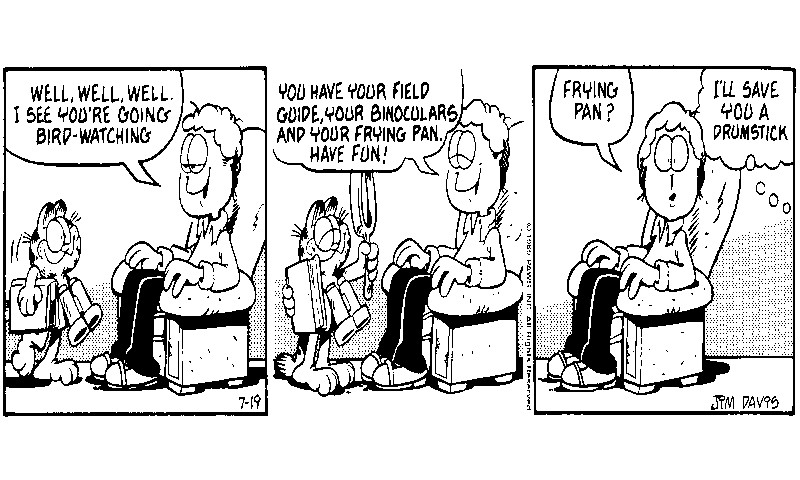 WELL, WELL, WELL.
I SEE YOU'RE GOING
BIRD-WATCHING
7-19
YOU HAVE YOUR FIELD
GUIDE, YOUR BINOCULARS
AND YOUR FRYING PAN.
HAVE FUN!
FRYING
PAN?
I'LL SAVE
YOU A
DRUMSTICK
JIM DAVIS